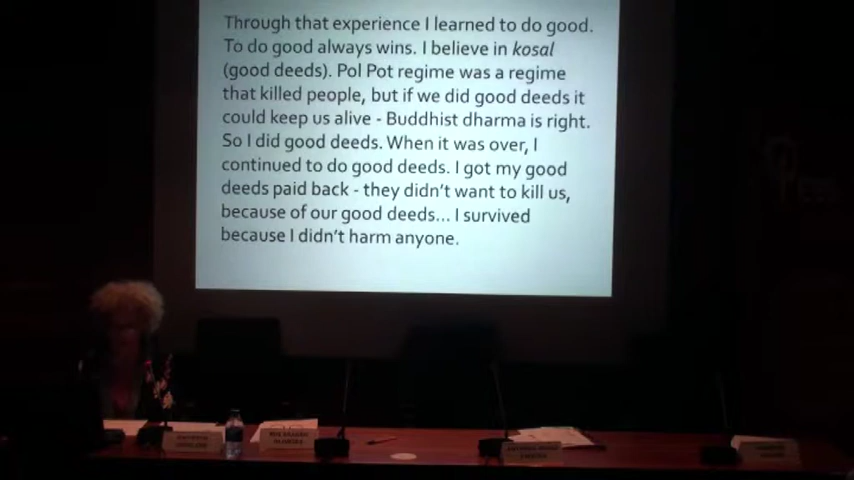 Through that experience I learned to do good.
To do good always wins. I believe in kosal
(good deeds). Pol Pot regime was a regime
that killed people, but if we did good deeds it
could keep us alive - Buddhist dharma is right.
So I did good deeds. When it was over, I
continued to do good deeds. I got my good
deeds paid back - they didn't want to kill us,
because of our good deeds... I survived
because I didn't harm anyone.